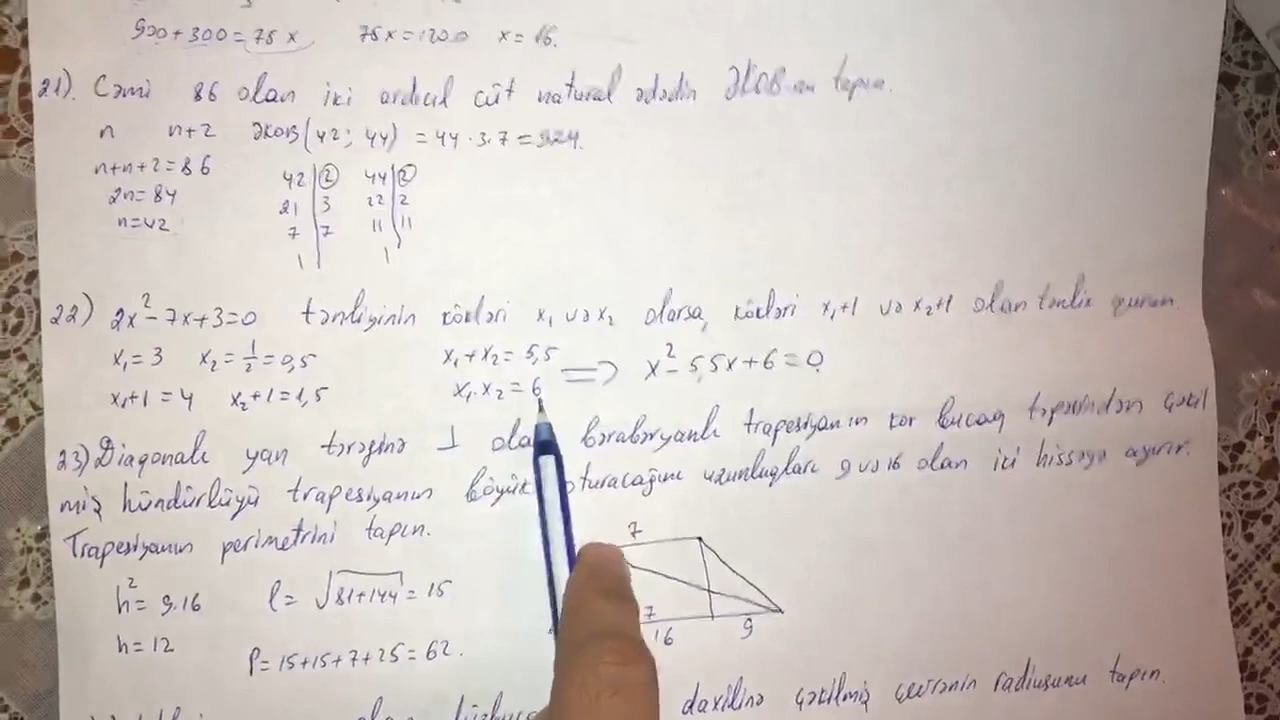 900+300=75x 75x=1200 x=16.
21). Cəmi 86 olan iki ardıcıl cüt natural ədədin ƏKOB-nu tapın.
n n+2 ƏKOB(42; 44) = 44·3·7=924.
n+n+2=86
2n=84
n=42
42 | 2 44 | 2
21 | 3 22 | 2
7 | 7 11 | 11
1 1
22) 2x²-7x+3=0 tənliyinin kökləri x₁ və x₂ olarsa, kökləri x₁+1 və x₂+1 olan tənlik qurun.
x₁=3 x₂=1/2=0,5 x₁+x₂=5,5 => x²-5,5x+6=0
x₁+1=4 x₂+1=1,5 x₁·x₂=6
23) Diaqonalı yan tərəfinə ⊥ ola bərabəryanlı trapesiyanın kor bucaq təpəsindən çəkil
miş hündürlüyü trapesiyanın böyük oturacağını uzunluqları 9 və 16 olan iki hissəyə ayırır.
Trapesiyanın perimetrini tapın.
7
h²=9·16 l=√81+144=15
7
16 9
h=12 P=15+15+7+25=62.
daxilinə çəkilmiş çevrənin radiusunu tapın.